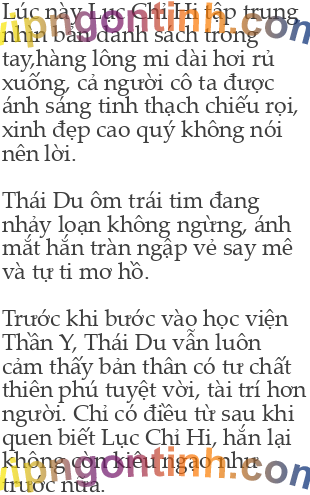 Lúc này Lục Chỉ Hi tập trung
nhìn bản danh sách trong
tay,hàng lông mi dài hơi rủ
xuống, cả người cô ta được
ánh sáng tinh thạch chiếu rọi,
xinh đẹp cao quý không nói
nên lời.
Thái Du ôm trái tim đang
nhảy loạn không ngừng, ánh
mắt hắn tràn ngập vẻ say mê
và tự ti mơ hồ.
Trước khi bước vào học viện
Thần Y, Thái Du vẫn luôn
cảm thấy bản thân có tư chất
thiên phú tuyệt vời, tài trí hơn
người. Chỉ có điều từ sau khi
quen biết Lục Chỉ Hi, hắn lại
không còn kiêu ngạo như
trước nữa.
vipngontinh.com
vipngontinh.com